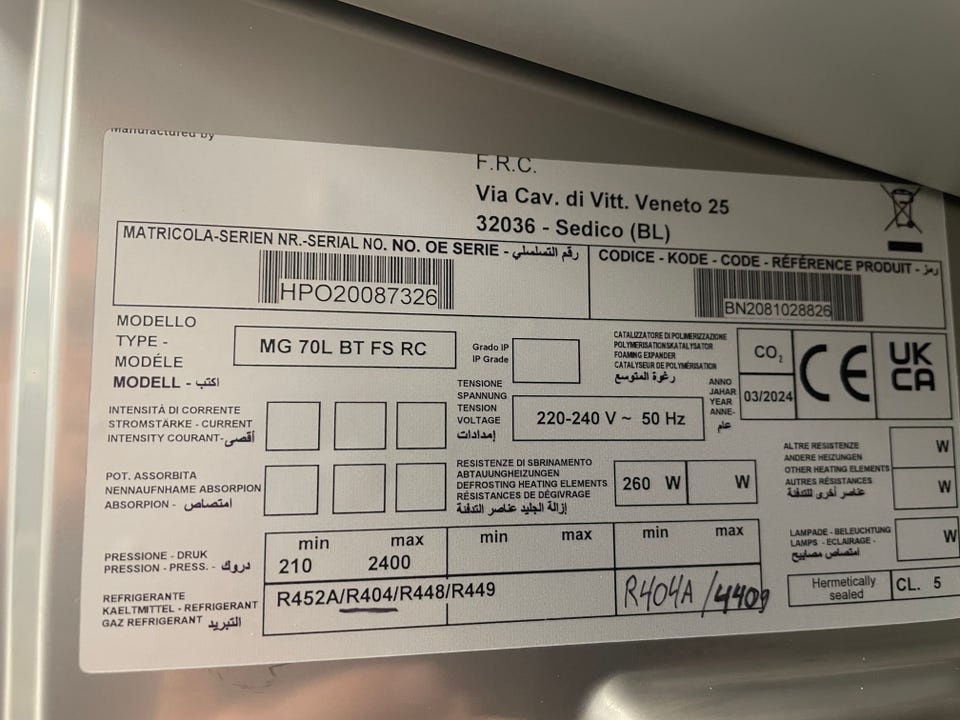 Manufactured by
F.R.C.
Via Cav. di Vitt. Veneto 25
32036 - Sedico (BL)
MATRICOLA-SERIEN NR.-SERIAL NO. NO. OE SERIE - رقم التسلسلي
HPO20087326
CODICE - KODE - CODE - RÉFÉRENCE PRODUIT - رمز
BN2081028826
MODELLO
TYPE -
MODÉLE
MODELL - اكتب
MG 70L BT FS RC
Grado IP
IP Grade
CATALIZZATORE DI POLIMERIZZAZIONE
POLYMERISATIONSKATALYSATOR
FOAMING EXPANDER
CATALYSEUR DE POLYMÉRISATION
رغوة المتوسع
CO2
CE
UK
CA
ANNO
JAHAR
YEAR
ANNE-
عام
03/2024
INTENSITÀ DI CORRENTE
STROMSTÄRKE - CURRENT
INTENSITY COURANT- أقصى
TENSIONE
SPANNUNG
TENSION
VOLTAGE
إمدادات
220-240 V ~ 50 Hz
POT. ASSORBITA
NENNAUFNHAME ABSORPTION
ABSORPION - امتصاص
RESISTENZE DI SBRINAMENTO
ABTAUUNGHEIZUNGEN
DEFROSTING HEATING ELEMENTS
RÉSISTANCES DE DÉGIVRAGE
إزالة الجليد عناصر التدفئة
260 W
W
ALTRE RESISTENZE
ANDERE HEIZUNGEN
OTHER HEATING ELEMENTS
AUTRES RÉSISTANCES
عناصر أخرى للتدفئة
W
W
PRESSIONE - DRUK
PRESSION - PRESS. - دروك
min max
210 2400
min max
min max
LAMPADE - BELEUCHTUNG
LAMPS - ECLAIRAGE -
امتصاص مصابيح
W
REFRIGERANTE
KAELTMITTEL - REFRIGERANT
GAZ REFRIGERANT التبريد
R452A/R404/R448/R449
R404A/440g
Hermetically
sealed
CL. 5